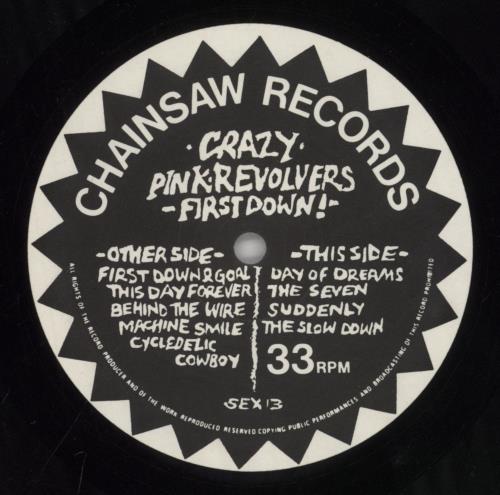 CHAINSAW RECORDS
·CRAZY·
PINK·REVOLVERS
-FIRST DOWN!-
-OTHER SIDE-
FIRST DOWN & GOAL
THIS DAY FOREVER
BEHIND THE WIRE
MACHINE SMILE
CYCLEDELIC
COWBOY
-THIS SIDE-
DAY OF DREAMS
THE SEVEN
SUDDENLY
THE SLOW DOWN
33 RPM
SEX 13
ALL RIGHTS OF THE RECORD PRODUCER AND OF THE WORK REPRODUCED RESERVED COPYING PUBLIC PERFORMANCES AND BROADCASTING OF THIS RECORD PROHIBITED